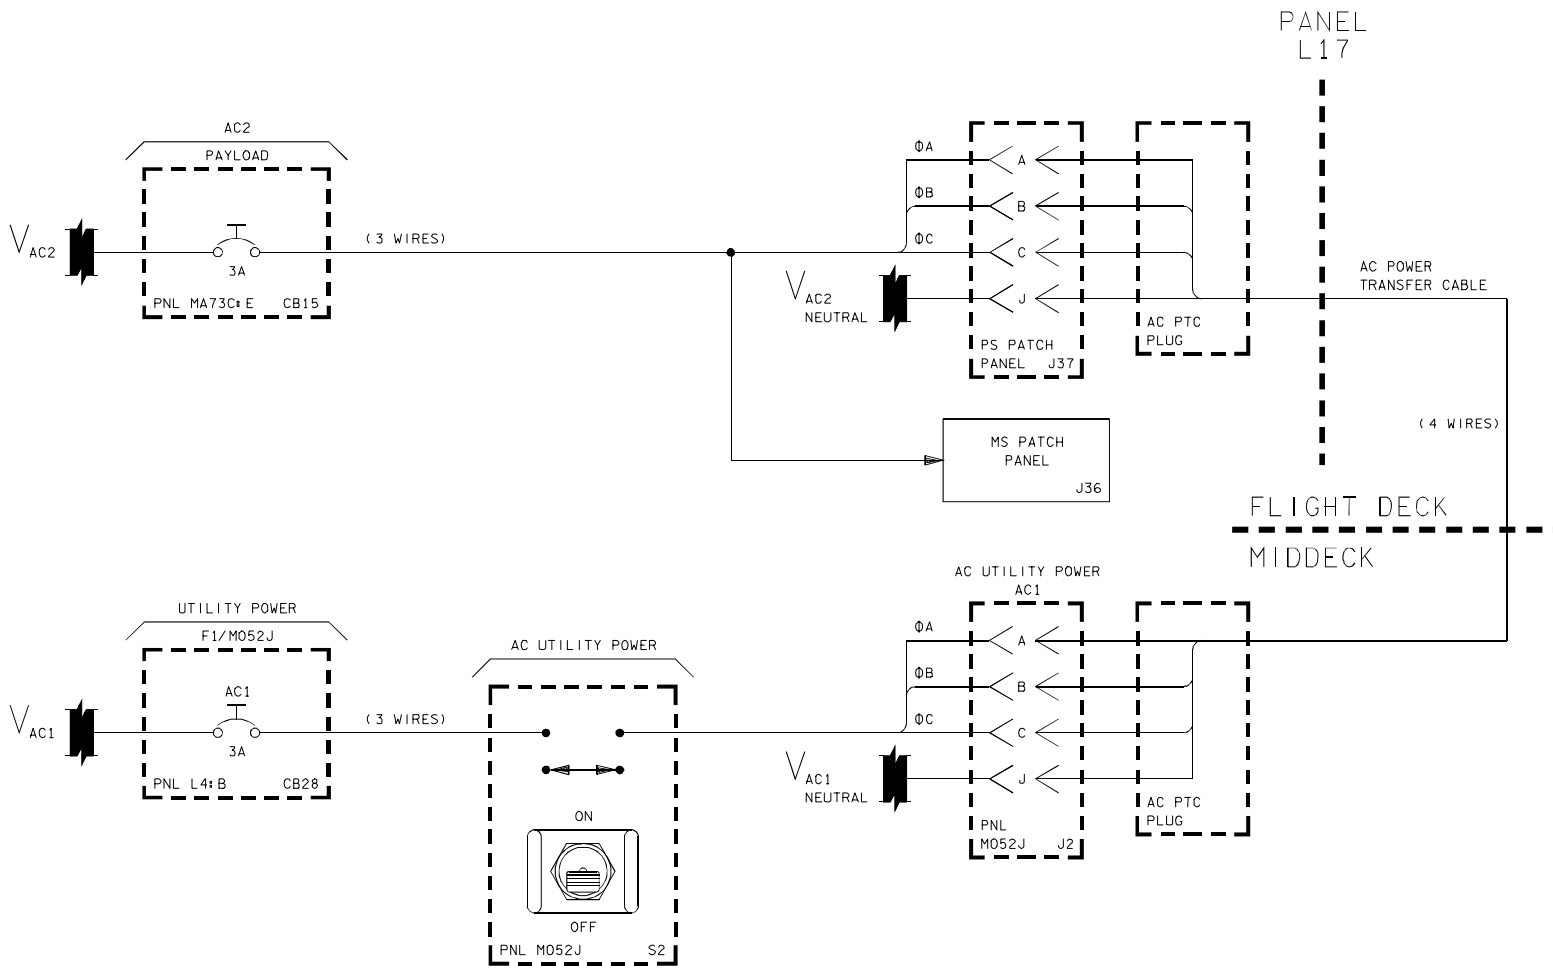 PANEL
L17
AC2
PAYLOAD
V AC2
3A
(3 WIRES)
PNL MA73C:E CB15
ΦA
A
ΦB
B
ΦC
C
V AC2
NEUTRAL
J
PS PATCH
PANEL J37
AC PTC
PLUG
AC POWER
TRANSFER CABLE
(4 WIRES)
MS PATCH
PANEL
J36
FLIGHT DECK
MIDDECK
UTILITY POWER
F1/MO52J
AC1
V AC1
3A
(3 WIRES)
PNL L4:B CB28
AC UTILITY POWER
ON
OFF
PNL MO52J S2
AC UTILITY POWER
AC1
ΦA
A
ΦB
B
ΦC
C
V AC1
NEUTRAL
J
PNL
MO52J J2
AC PTC
PLUG